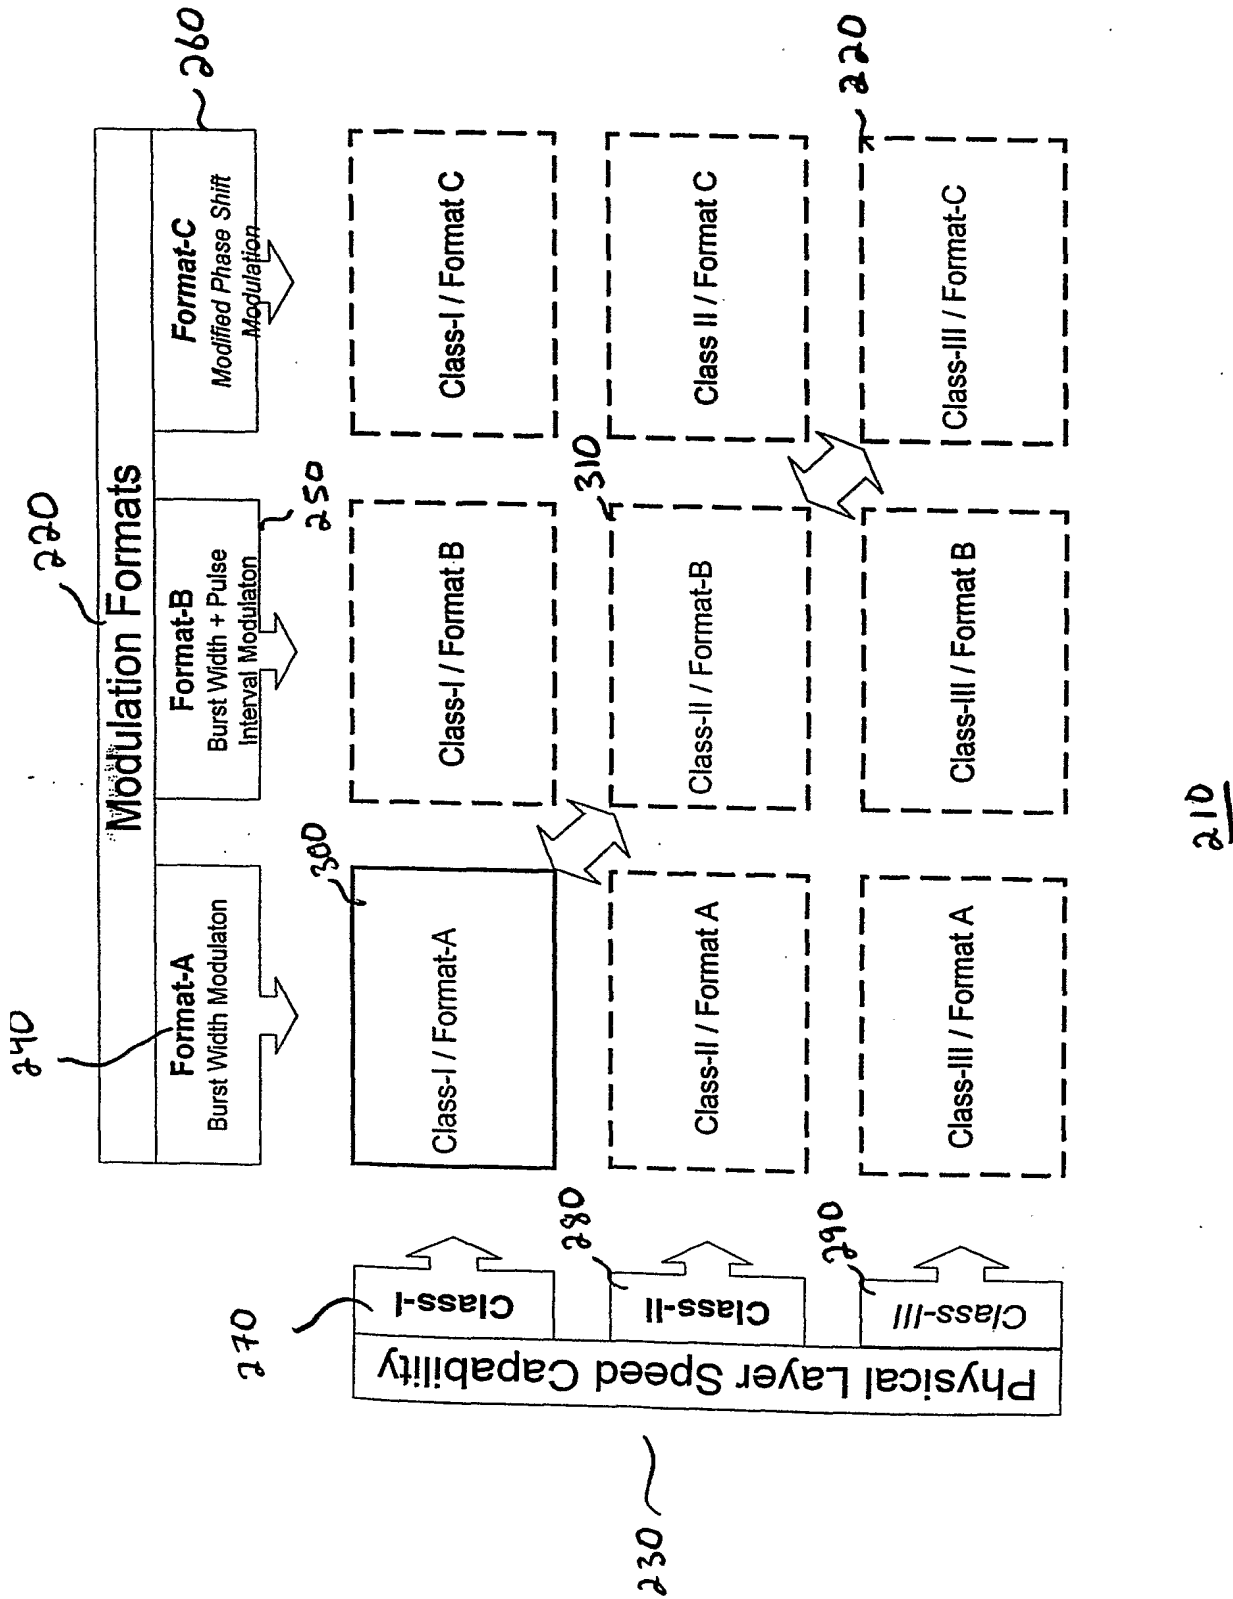 220
Modulation Formats
240
Format-A
Burst Width Modulaton
Format-B
Burst Width + Pulse
Interval Modulaton
250
Format-C
Modified Phase Shift
Modulation
260
230
Physical Layer Speed Capability
270
Class-I
300
Class-I / Format-A
Class-I / Format B
Class-I / Format C
280
Class-II
Class-II / Format A
310
Class-II / Format-B
Class II / Format C
290
Class-III
Class-III / Format A
Class-III / Format B
220
Class-III / Format-C
210